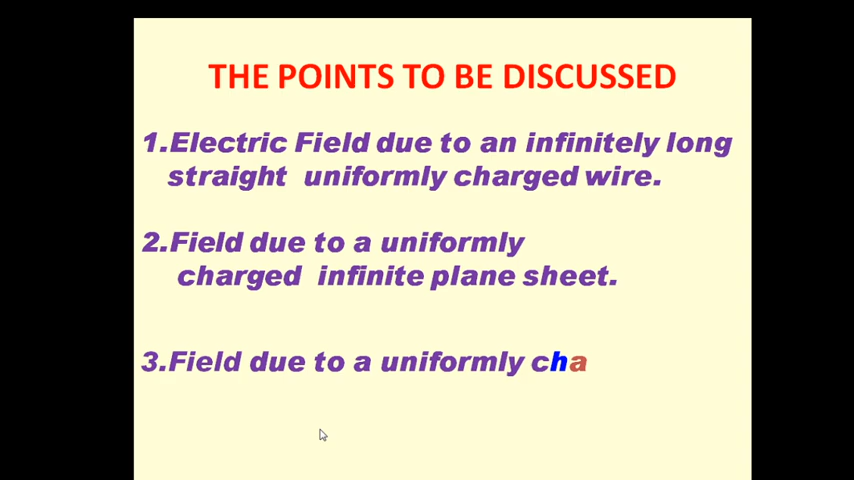 THE POINTS TO BE DISCUSSED
1.Electric Field due to an infinitely long
straight uniformly charged wire.
2.Field due to a uniformly
charged infinite plane sheet.
3.Field due to a uniformly cha